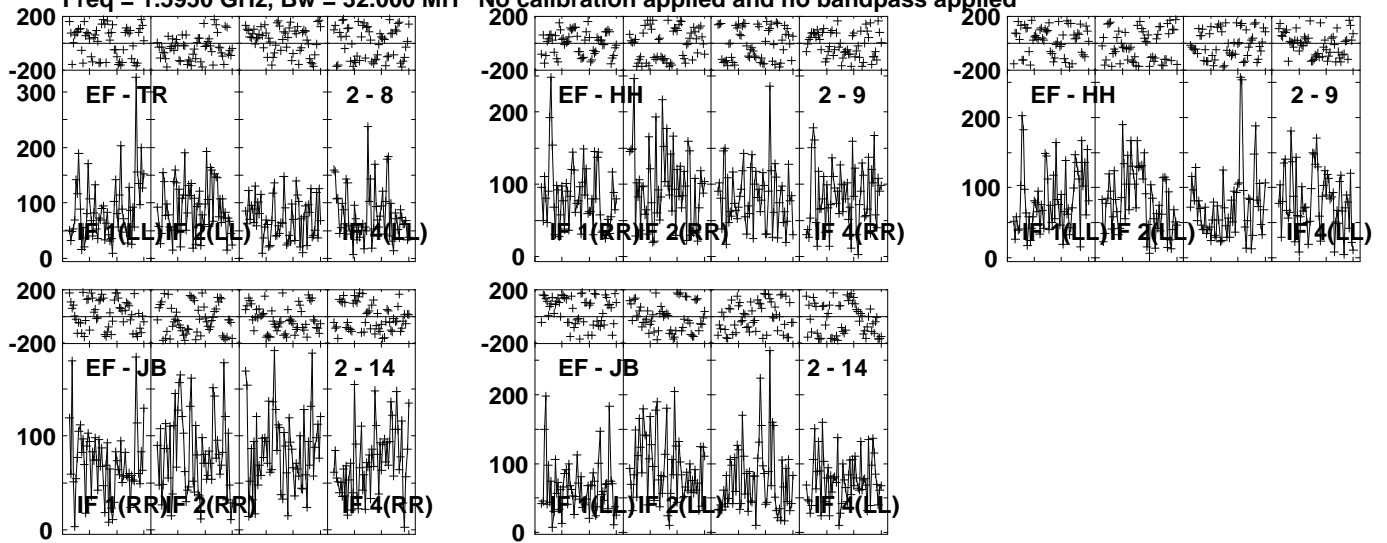 Freq = 1.5950 GHz, Bw = 32.000 MH No calibration applied and no bandpass applied
200
-200
300
200
100
0
EF - TR
2 - 8
IF 1(LL)
IF 2(LL)
IF 4(LL)
200
-200
200
100
0
EF - HH
2 - 9
IF 1(RR)
IF 2(RR)
IF 4(RR)
200
-200
200
100
0
EF - HH
2 - 9
IF 1(LL)
IF 2(LL)
IF 4(LL)
200
-200
100
0
EF - JB
2 - 14
IF 1(RR)
IF 2(RR)
IF 4(RR)
200
-200
200
100
0
EF - JB
2 - 14
IF 1(LL)
IF 2(LL)
IF 4(LL)